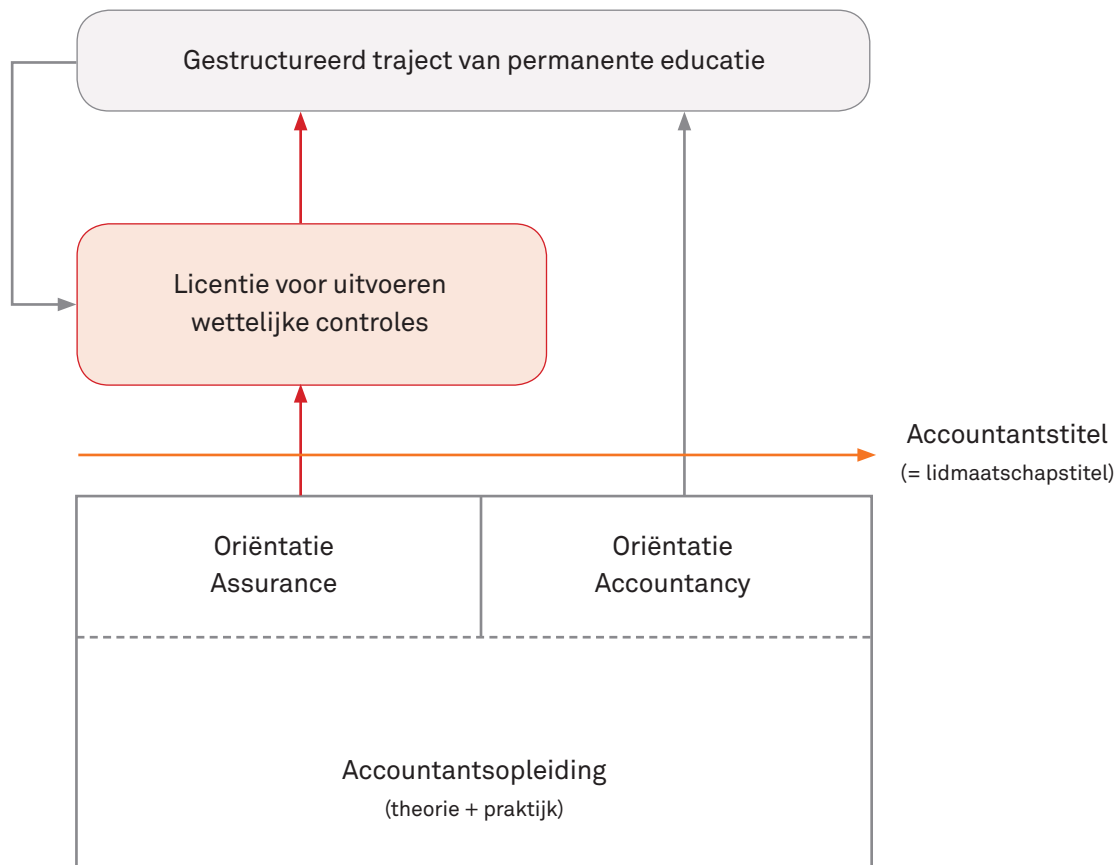 Gestructureerd traject van permanente educatie
Licentie voor uitvoeren
wettelijke controles
Accountantstitel
(= lidmaatschapstitel)
Oriëntatie
Assurance
Oriëntatie
Accountancy
Accountantsopleiding
(theorie + praktijk)